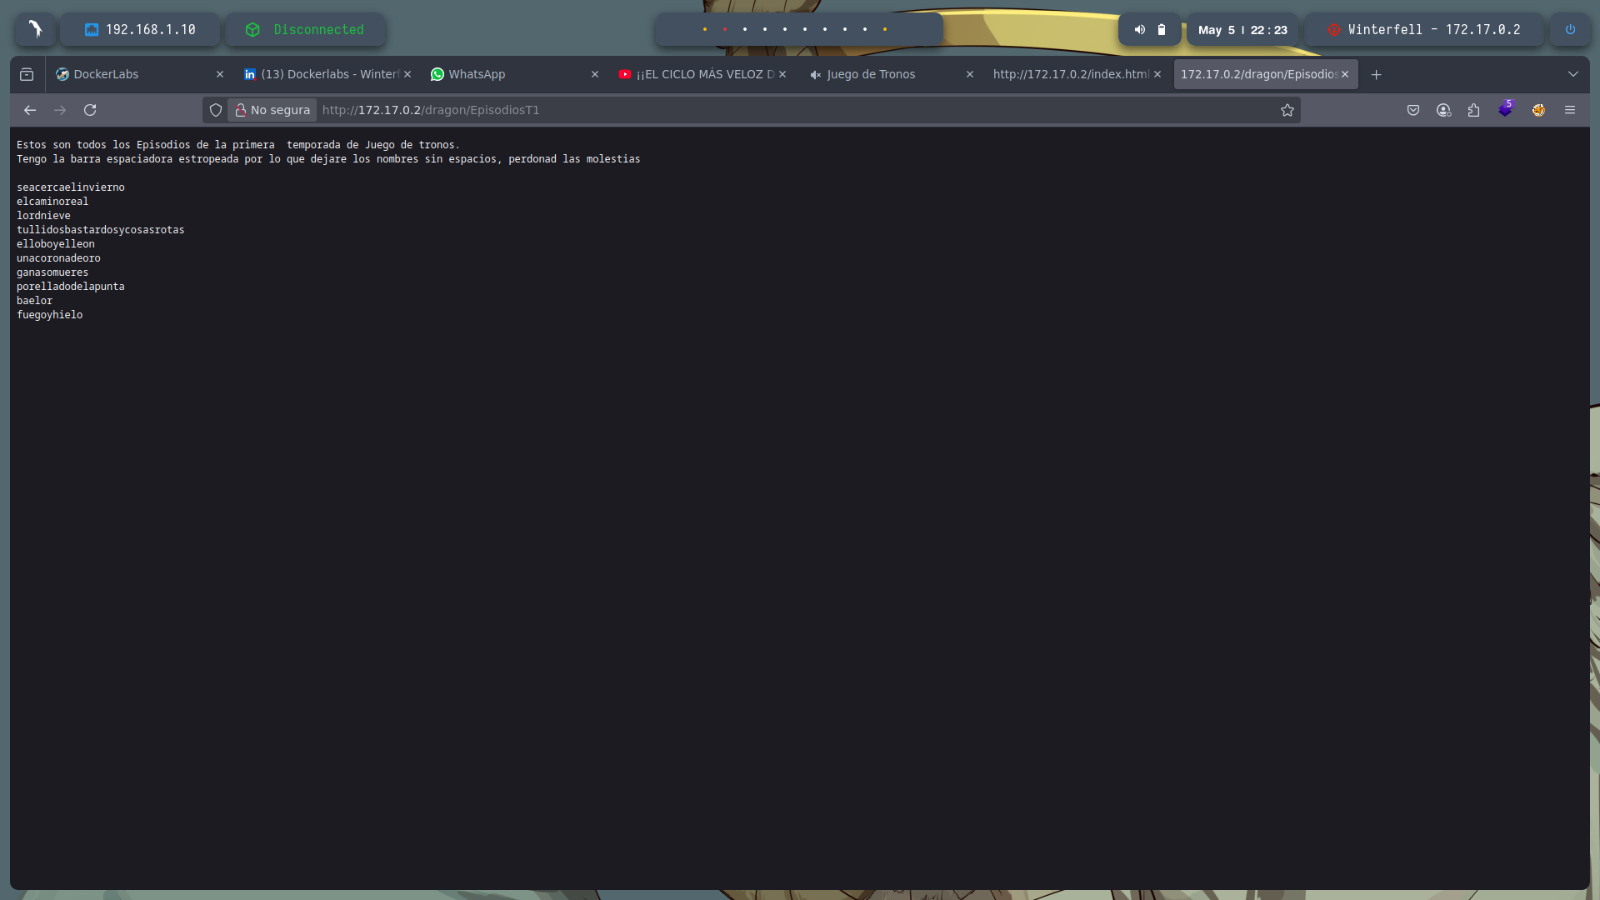 192.168.1.10
Disconnected
May 5 | 22:23
Winterfell - 172.17.0.2
DockerLabs
(13) Dockerlabs - Winterf
WhatsApp
¡¡EL CICLO MÁS VELOZ D
Juego de Tronos
http://172.17.0.2/index.html
172.17.0.2/dragon/Episodios
No segura
http://172.17.0.2/dragon/EpisodiosT1
5
Estos son todos los Episodios de la primera  temporada de Juego de tronos.
Tengo la barra espaciadora estropeada por lo que dejare los nombres sin espacios, perdonad las molestias
seacercaelinvierno
elcaminoreal
lordnieve
tullidosbastardosycosasrotas
elloboyelleon
unacoronadeoro
ganasomueres
porelladodelapunta
baelor
fuegoyhielo